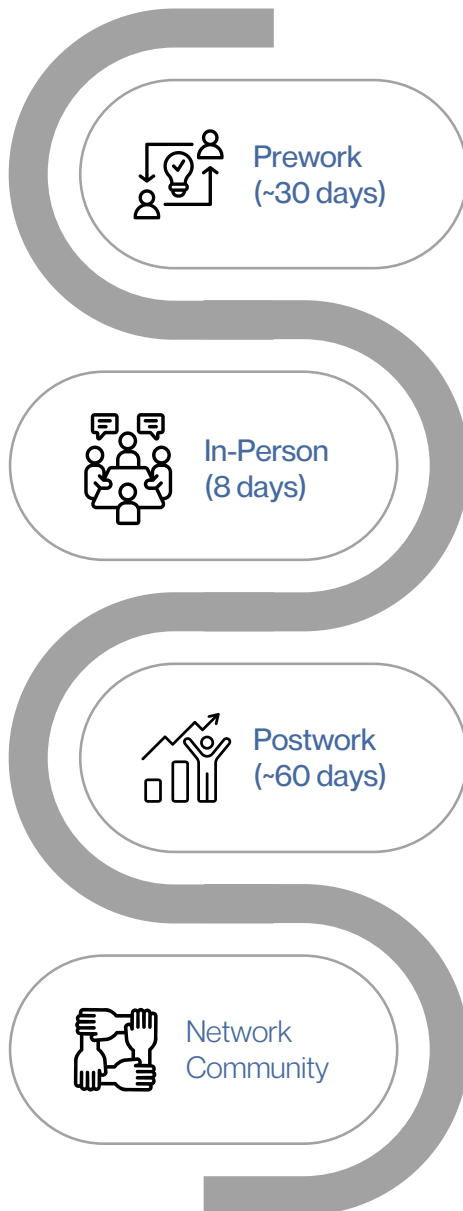 Prework
(~30 days)
In-Person
(8 days)
Postwork
(~60 days)
Network
Community